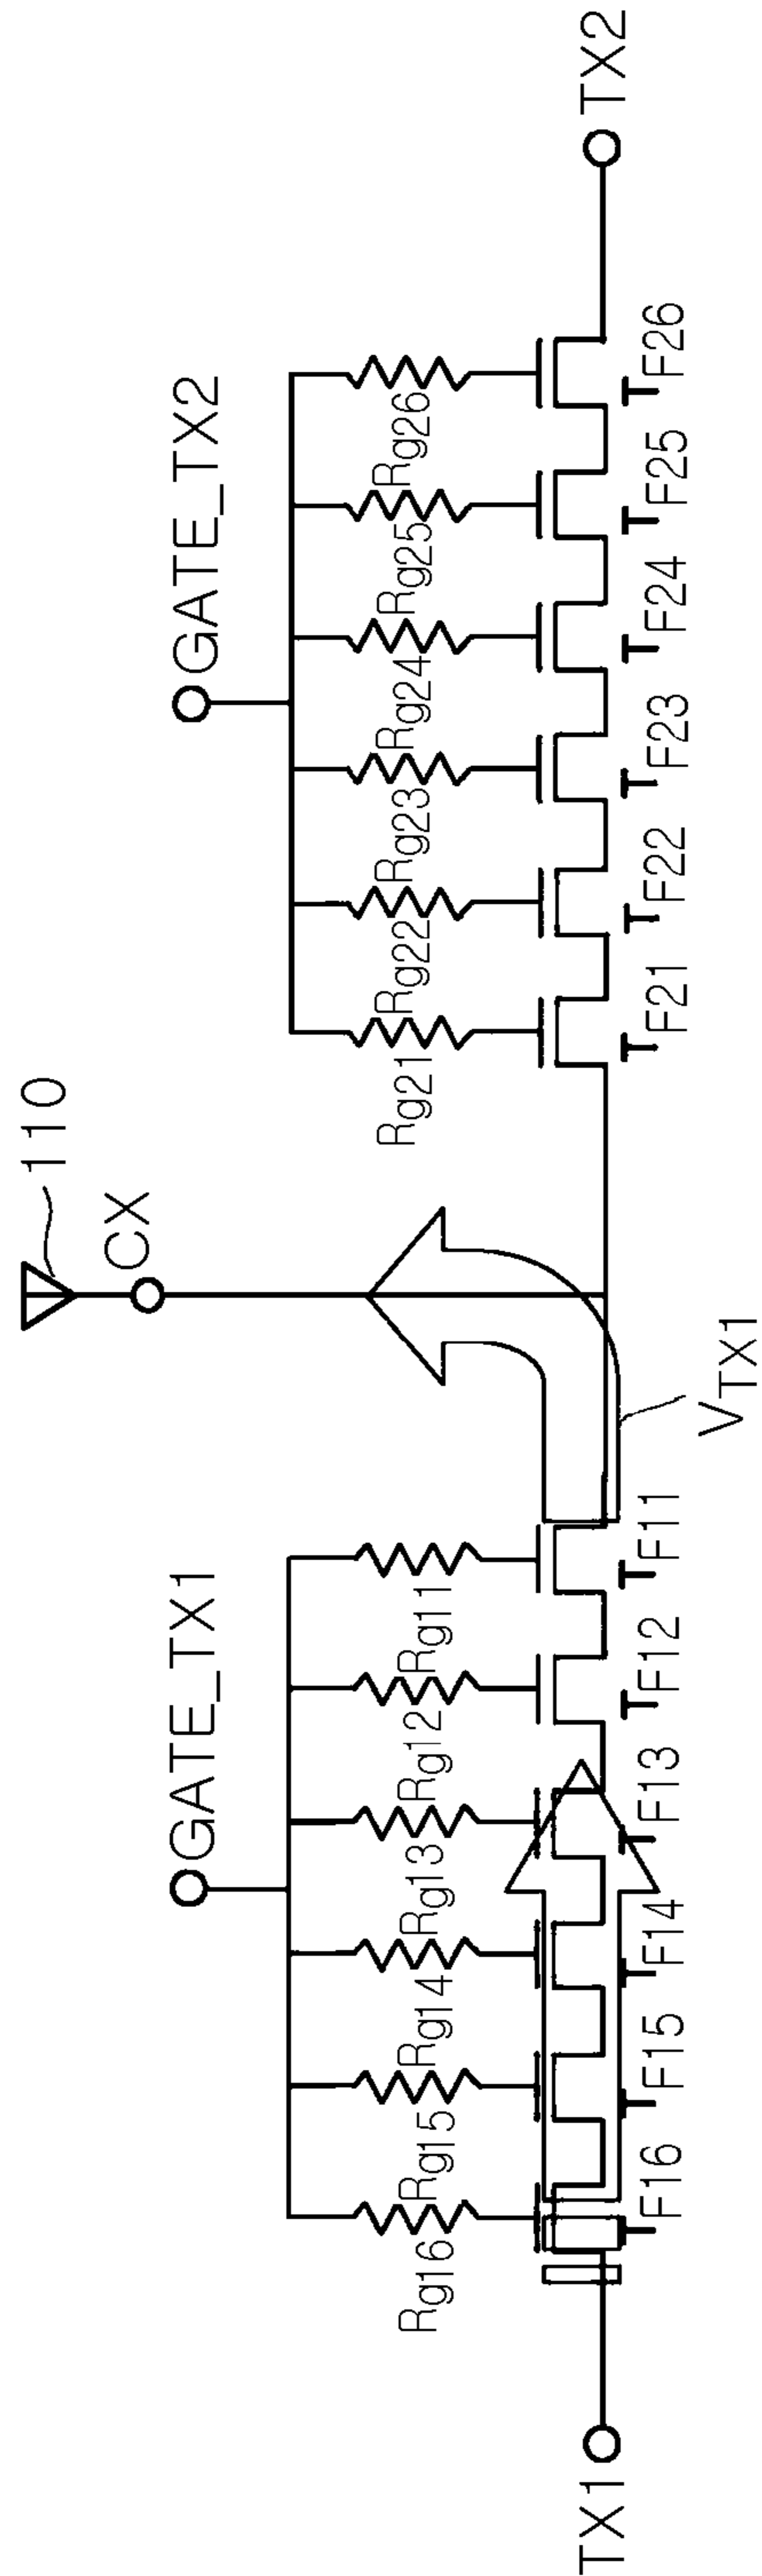 110
CX
GATE_TX1
GATE_TX2
Rg16
Rg15
Rg14
Rg13
Rg12
Rg11
Rg21
Rg22
Rg23
Rg24
Rg25
Rg26
TX1
TX2
F16
F15
F14
F13
F12
F11
F21
F22
F23
F24
F25
F26
VTX1